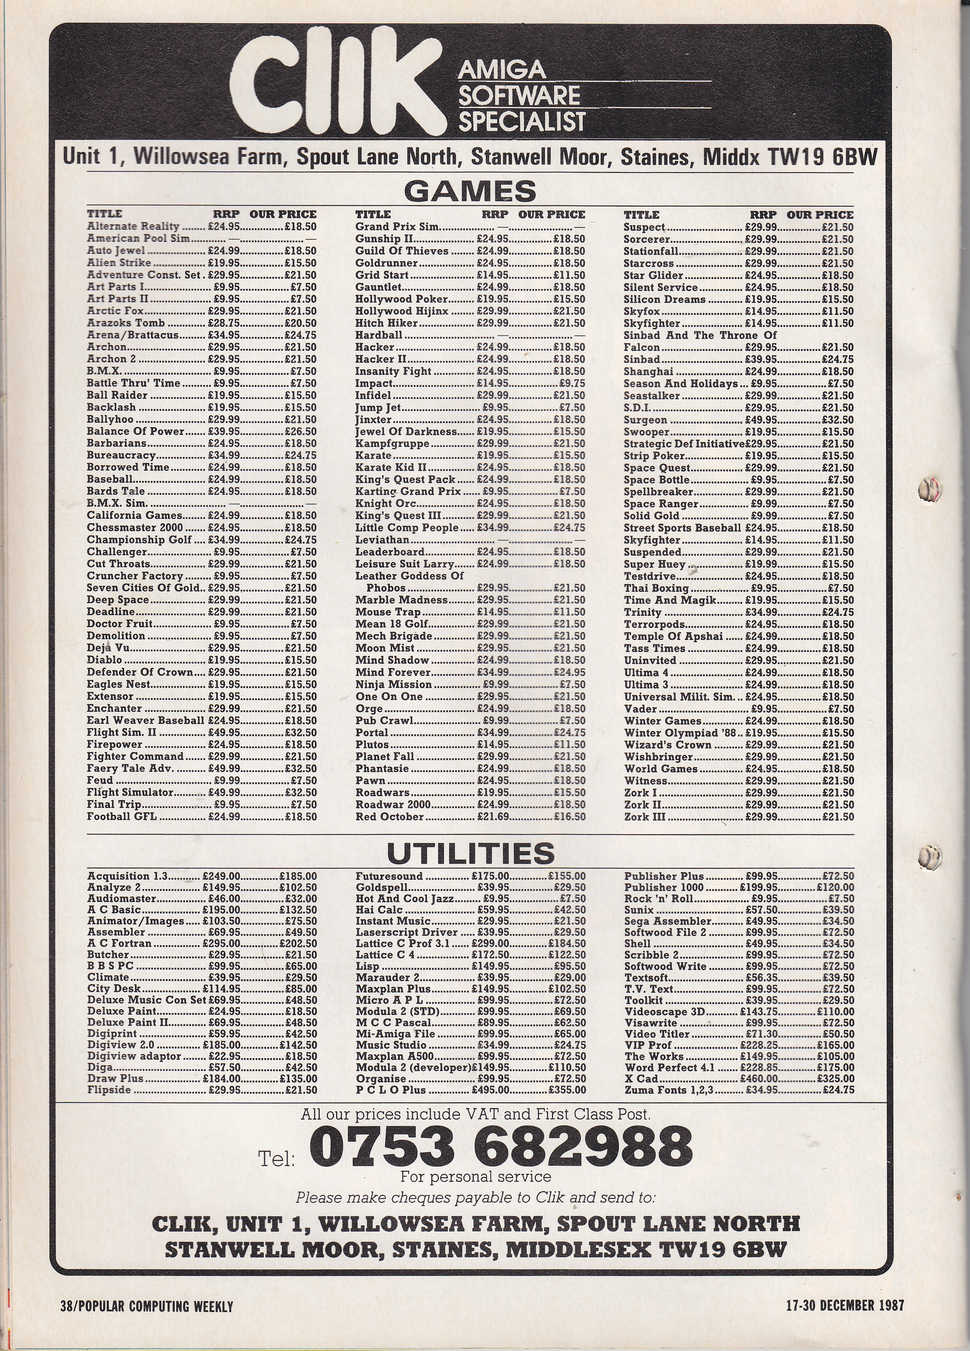 Clik
AMIGA
SOFTWARE
SPECIALIST
Unit 1, Willowsea Farm, Spout Lane North, Stanwell Moor, Staines, Middx TW19 6BW
GAMES
TITLE RRP OUR PRICE
Alternate Reality ....... £24.95 ............. £18.50
American Pool Sim ........... — ..................... —
Auto Jewel ................. £24.99 ............. £18.50
Alien Strike ................ £19.95 ............. £15.50
Adventure Const. Set . £29.95 ............. £21.50
Art Parts I .................... £9.95 ............... £7.50
Art Parts II ................... £9.95 ............... £7.50
Arctic Fox .................. £29.95 ............. £21.50
Arazoks Tomb ............ £28.75 ............. £20.50
Arena/Brattacus ........ £34.95 ............. £24.75
Archon ....................... £29.95 ............. £21.50
Archon 2 .................... £29.95 ............. £21.50
B.M.X. .......................... £9.95 ............... £7.50
Battle Thru' Time ......... £9.95 ............... £7.50
Ball Raider ................. £19.95 ............. £15.50
Backlash .................... £19.95 ............. £15.50
Ballyhoo .................... £29.99 ............. £21.50
Balance Of Power ....... £39.95 ............. £26.50
Barbarians ................. £24.95 ............. £18.50
Bureaucracy .............. £34.99 ............. £24.75
Borrowed Time .......... £24.99 ............. £18.50
Baseball ..................... £24.99 ............. £18.50
Bards Tale ................. £24.95 ............. £18.50
B.M.X. Sim. ..................... — ..................... —
California Games ....... £24.99 ............. £18.50
Chessmaster 2000 ..... £24.95 ............. £18.50
Championship Golf .... £34.99 ............. £24.75
Challenger ................... £9.95 ............... £7.50
Cut Throats ................ £29.99 ............. £21.50
Cruncher Factory ........ £9.95 ............... £7.50
Seven Cities Of Gold .. £29.95 ............. £21.50
Deep Space ................ £29.99 ............. £21.50
Deadline ..................... £29.99 ............. £21.50
Doctor Fruit ................. £9.95 ............... £7.50
Demolition ................... £9.95 ............... £7.50
Deja Vu ...................... £29.95 ............. £21.50
Diablo ........................ £19.95 ............. £15.50
Defender Of Crown .... £29.95 ............. £21.50
Eagles Nest ................ £19.95 ............. £15.50
Extensor .................... £19.95 ............. £15.50
Enchanter .................. £29.99 ............. £21.50
Earl Weaver Baseball £24.95 ............. £18.50
Flight Sim. II .............. £49.95 ............. £32.50
Firepower .................. £24.95 ............. £18.50
Fighter Command ...... £29.99 ............. £21.50
Faery Tale Adv. ......... £49.99 ............. £32.50
Feud ............................ £9.99 ............... £7.50
Flight Simulator ......... £49.99 ............. £32.50
Final Trip ..................... £9.95 ............... £7.50
Football GFL .............. £24.99 ............. £18.50
TITLE RRP OUR PRICE
Grand Prix Sim ................ — ..................... —
Gunship II .................. £24.95 ............. £18.50
Guild Of Thieves ........ £24.99 ............. £18.50
Goldrunner ................ £24.99 ............. £18.50
Grid Start ................... £14.95 ............. £11.50
Gauntlet ..................... £24.99 ............. £18.50
Hollywood Poker ........ £19.95 ............. £15.50
Hollywood Hijinx ....... £29.99 ............. £21.50
Hitch Hiker ................ £29.99 ............. £21.50
Hardball ......................... — ..................... —
Hacker ....................... £24.99 ............. £18.50
Hacker II .................... £24.99 ............. £18.50
Insanity Fight ............ £24.95 ............. £18.50
Impact ........................ £14.95 ............... £9.75
Infidel ........................ £29.99 ............. £21.50
Jump Jet ...................... £9.95 ............... £7.50
Jinxter ....................... £24.95 ............. £18.50
Jewel Of Darkness ..... £19.95 ............. £15.50
Kampfgruppe ............ £29.99 ............. £21.50
Karate ........................ £19.95 ............. £15.50
Karate Kid II .............. £24.95 ............. £18.50
King's Quest Pack ..... £24.99 ............. £18.50
Karting Grand Prix ..... £9.95 ............... £7.50
Knight Orc ................. £24.95 ............. £18.50
King's Quest III ......... £29.99 ............. £21.50
Little Comp People .... £34.99 ............. £24.75
Leviathan ....................... — ..................... —
Leaderboard .............. £24.95 ............. £18.50
Leisure Suit Larry ...... £24.99 ............. £18.50
Leather Goddess Of
Phobos ...................... £29.95 ............. £21.50
Marble Madness ........ £29.95 ............. £21.50
Mouse Trap ................ £14.95 ............. £11.50
Mean 18 Golf .............. £29.99 ............. £21.50
Mech Brigade ............ £29.99 ............. £21.50
Moon Mist .................. £29.95 ............. £21.50
Mind Shadow ............. £24.99 ............. £18.50
Mind Forever ............. £34.99 ............. £24.95
Ninja Mission .............. £9.99 ............... £7.50
One On One ............... £29.95 ............. £21.50
Orge ........................... £24.99 ............. £18.50
Pub Crawl .................... £9.99 ............... £7.50
Portal ......................... £34.99 ............. £24.75
Plutos ........................ £14.95 ............. £11.50
Planet Fall ................. £29.99 ............. £21.50
Phantasie ................... £24.95 ............. £18.50
Pawn .......................... £24.95 ............. £18.50
Roadwars ................... £19.95 ............. £15.50
Roadwar 2000 ............ £24.99 ............. £18.50
Red October ............... £21.69 ............. £16.50
TITLE RRP OUR PRICE
Suspect ...................... £29.99 ............. £21.50
Sorcerer ..................... £29.99 ............. £21.50
Stationfall .................. £29.99 ............. £21.50
Starcross ................... £29.99 ............. £21.50
Star Glider ................. £24.95 ............. £18.50
Silent Service ............ £24.95 ............. £18.50
Silicon Dreams .......... £19.95 ............. £15.50
Skyfox ........................ £14.95 ............. £11.50
Skyfighter .................. £14.95 ............. £11.50
Sinbad And The Throne Of
Falcon ........................ £29.95 ............. £21.50
Sinbad ........................ £39.95 ............. £24.75
Shanghai .................... £24.99 ............. £18.50
Season And Holidays ... £9.95 ............... £7.50
Seastalker .................. £29.99 ............. £21.50
S.D.I. .......................... £29.95 ............. £21.50
Surgeon ..................... £49.95 ............. £32.50
Swooper ..................... £19.95 ............. £15.50
Strategic Def Initiative£29.95 ............. £21.50
Strip Poker ................ £19.95 ............. £15.50
Space Quest ............... £29.99 ............. £21.50
Space Bottle ................ £9.95 ............... £7.50
Spellbreaker .............. £29.99 ............. £21.50
Space Ranger .............. £9.99 ............... £7.50
Solid Gold ................... £9.99 ............... £7.50
Street Sports Baseball £24.95 ............. £18.50
Skyfighter .................. £14.95 ............. £11.50
Suspended ................. £29.99 ............. £21.50
Super Huey ................ £19.99 ............. £15.50
Testdrive ................... £24.95 ............. £18.50
Thai Boxing ................. £9.95 ............... £7.50
Time And Magik ......... £19.95 ............. £15.50
Trinity ....................... £34.99 ............. £24.75
Terrorpods ................ £24.95 ............. £18.50
Temple Of Apshai ...... £24.99 ............. £18.50
Tass Times ................. £24.99 ............. £18.50
Uninvited ................... £29.95 ............. £21.50
Ultima 4 ..................... £24.99 ............. £18.50
Ultima 3 ..................... £24.99 ............. £18.50
Universal Milit. Sim. .. £24.95 ............. £18.50
Vader .......................... £9.95 ............... £7.50
Winter Games ............ £24.99 ............. £18.50
Winter Olympiad '88 .. £19.95 ............. £15.50
Wizard's Crown ......... £29.99 ............. £21.50
Wishbringer .............. £29.95 ............. £21.50
World Games ............. £24.95 ............. £18.50
Witness ...................... £29.99 ............. £21.50
Zork I ......................... £29.99 ............. £21.50
Zork II ........................ £29.99 ............. £21.50
Zork III ...................... £29.99 ............. £21.50
UTILITIES
Acquisition 1.3 ......... £249.00 ........... £185.00
Analyze 2 ................. £149.95 ........... £102.50
Audiomaster .............. £46.00 ............. £32.00
A C Basic .................. £195.00 ........... £132.50
Animator/Images .... £103.50 ............. £75.50
Assembler ................. £69.95 ............. £49.50
A C Fortran .............. £295.00 ........... £202.50
Butcher ...................... £29.95 ............. £21.50
B B S PC .................... £99.95 ............. £65.00
Climate ...................... £39.95 ............. £29.50
City Desk ................. £114.95 ............. £85.00
Deluxe Music Con Set £69.95 ............. £48.50
Deluxe Paint .............. £24.95 ............. £18.50
Deluxe Paint II .......... £69.95 ............. £48.50
Digiprint .................... £59.95 ............. £42.50
Digiview 2.0 ............ £185.00 ........... £142.50
Digiview adaptor ...... £22.95 ............. £18.50
Diga ........................... £57.50 ............. £42.50
Draw Plus ................ £184.00 ........... £135.00
Flipside ..................... £29.95 ............. £21.50
Futuresound ........... £175.00 ........... £155.00
Goldspell ................... £39.95 ............. £29.50
Hot And Cool Jazz ........ £9.95 ............... £7.50
Hai Calc ..................... £59.95 ............. £42.50
Instant Music ............ £29.95 ............. £21.50
Laserscript Driver .... £39.95 ............. £29.50
Lattice C Prof 3.1 ..... £299.00 ........... £184.50
Lattice C 4 ............... £172.50 ........... £122.50
Lisp .......................... £149.95 ............. £95.50
Marauder 2 ................ £39.95 ............. £29.00
Maxplan Plus ........... £149.95 ........... £102.50
Micro A P L ................ £99.95 ............. £72.50
Modula 2 (STD) .......... £99.95 ............. £69.50
M C C Pascal .............. £89.95 ............. £62.50
Mi-Amiga File ............ £99.95 ............. £65.00
Music Studio ............. £34.99 ............. £24.75
Maxplan A500 ........... £99.95 ............. £72.50
Modula 2 (developer)£149.95 ........... £110.50
Organise .................... £99.95 ............. £72.50
P C L O Plus ............. £495.00 ........... £355.00
Publisher Plus ........... £99.95 ............. £72.50
Publisher 1000 ........ £199.95 ........... £120.00
Rock 'n' Roll ................ £9.95 ............... £7.50
Sunix ......................... £57.50 ............. £39.50
Sega Assembler ......... £49.95 ............. £34.50
Softwood File 2 ......... £99.95 ............. £72.50
Shell .......................... £49.95 ............. £34.50
Scribble 2 .................. £99.95 ............. £72.50
Softwood Write ......... £99.95 ............. £72.50
Textsoft ..................... £56.35 ............. £39.50
T.V. Text .................... £99.95 ............. £72.50
Toolkit ....................... £39.95 ............. £29.50
Videoscape 3D ......... £143.75 ........... £110.00
Visawrite ................... £99.95 ............. £72.50
Video Titler ............... £71.30 ............. £50.50
VIP Prof ................... £228.25 ........... £165.00
The Works ............... £149.95 ........... £105.00
Word Perfect 4.1 ..... £228.85 ........... £175.00
X Cad ....................... £460.00 ........... £325.00
Zuma Fonts 1,2,3 ....... £34.95 ............. £24.75
All our prices include VAT and First Class Post.
Tel: 0753 682988
For personal service
Please make cheques payable to Clik and send to:
CLIK, UNIT 1, WILLOWSEA FARM, SPOUT LANE NORTH
STANWELL MOOR, STAINES, MIDDLESEX TW19 6BW
38/POPULAR COMPUTING WEEKLY
17-30 DECEMBER 1987